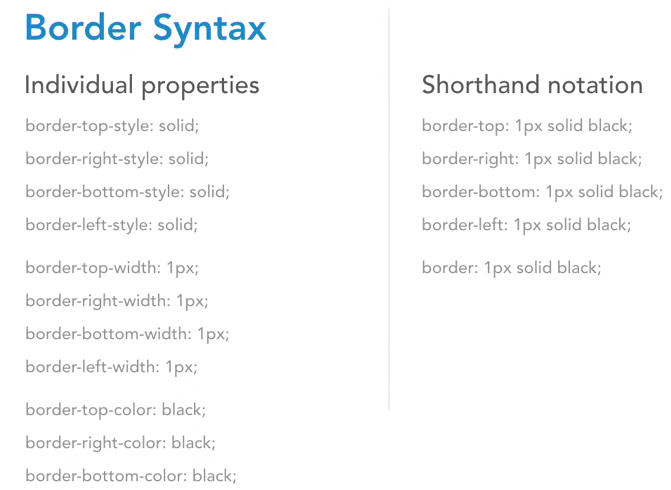 Border Syntax
Individual properties
border-top-style: solid;
border-right-style: solid;
border-bottom-style: solid;
border-left-style: solid;
border-top-width: 1px;
border-right-width: 1px;
border-bottom-width: 1px;
border-left-width: 1px;
border-top-color: black;
border-right-color: black;
border-bottom-color: black;
Shorthand notation
border-top: 1px solid black;
border-right: 1px solid black;
border-bottom: 1px solid black;
border-left: 1px solid black;
border: 1px solid black;